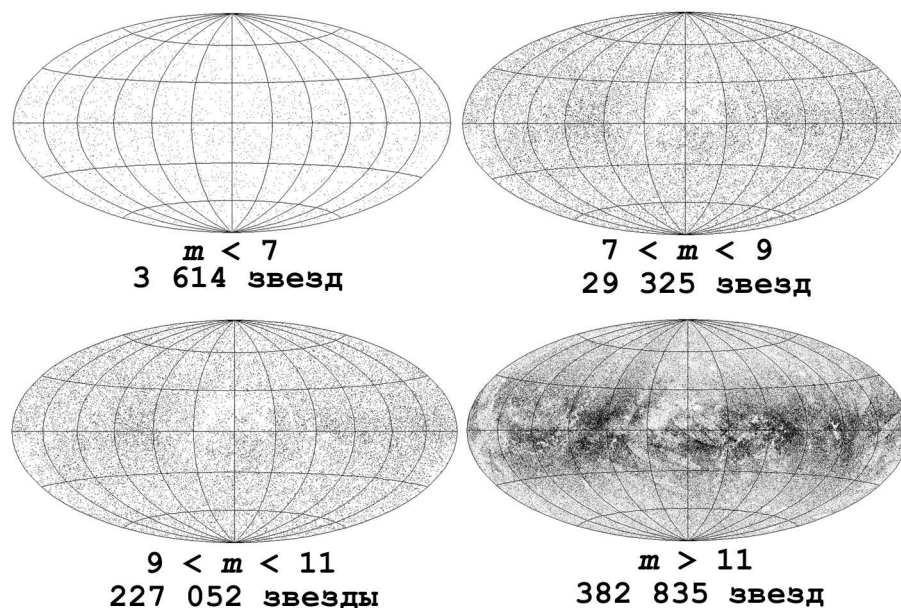 m < 7
3 614 звезд
7 < m < 9
29 325 звезд
9 < m < 11
227 052 звезды
m > 11
382 835 звезд